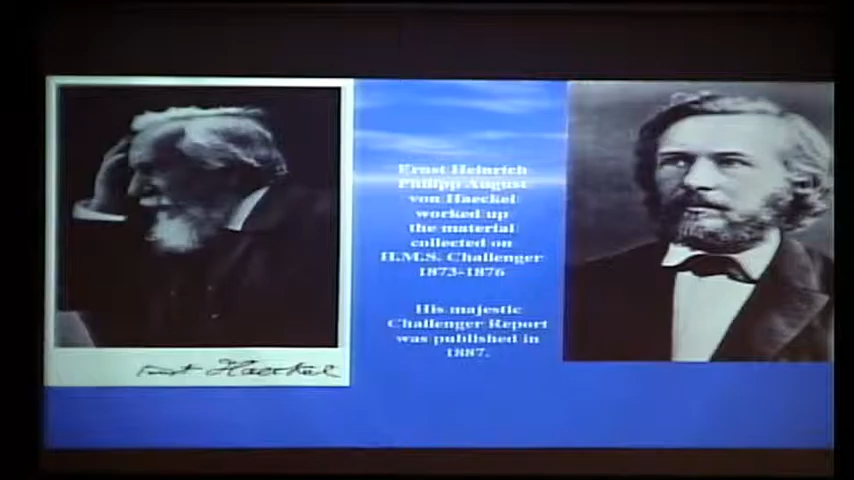 Ernst Heinrich
Philipp August
von Haeckel
worked up
the material
collected on
H.M.S. Challenger
1873-1876
His majestic
Challenger Report
was published in
1887.
Ernst Haeckel